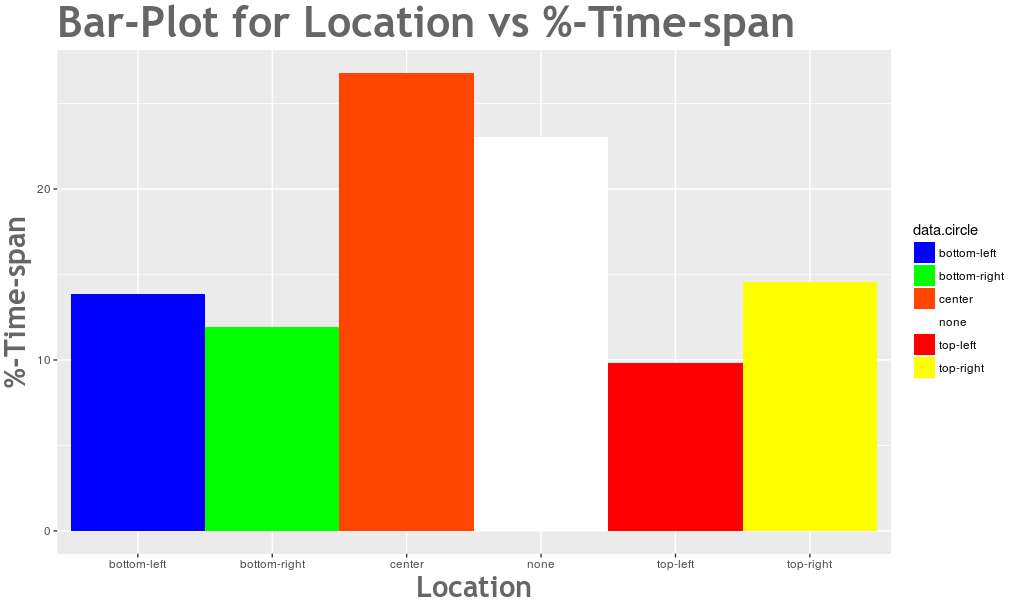 Bar-Plot for Location vs %-Time-span
%-Time-span
20
10
0
bottom-left
bottom-right
center
none
top-left
top-right
Location
data.circle
bottom-left
bottom-right
center
none
top-left
top-right